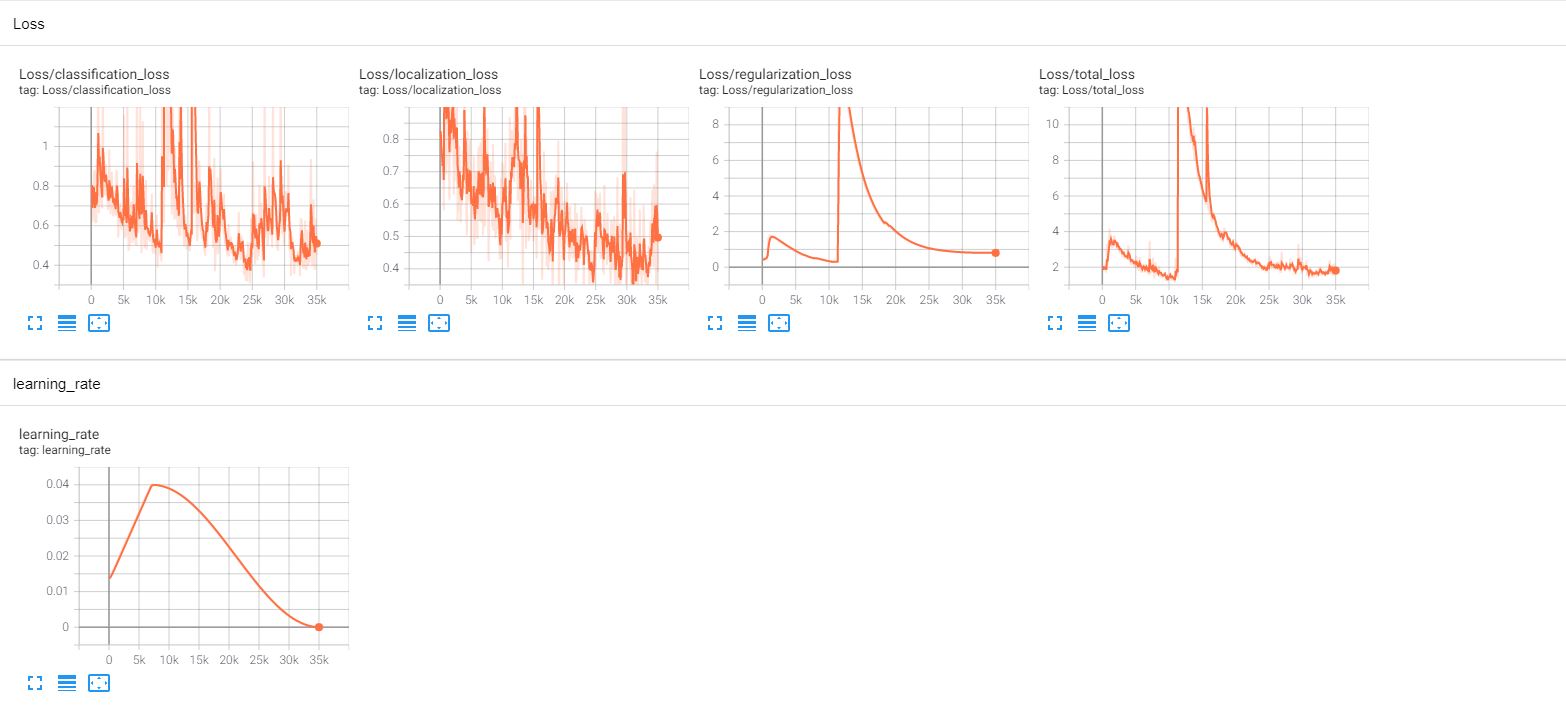 Loss
Loss/classification_loss
tag: Loss/classification_loss
1
0.8
0.6
0.4
0 5k 10k 15k 20k 25k 30k 35k
Loss/localization_loss
tag: Loss/localization_loss
0.8
0.7
0.6
0.5
0.4
0 5k 10k 15k 20k 25k 30k 35k
Loss/regularization_loss
tag: Loss/regularization_loss
8
6
4
2
0
0 5k 10k 15k 20k 25k 30k 35k
Loss/total_loss
tag: Loss/total_loss
10
8
6
4
2
0 5k 10k 15k 20k 25k 30k 35k
learning_rate
learning_rate
tag: learning_rate
0.04
0.03
0.02
0.01
0
0 5k 10k 15k 20k 25k 30k 35k